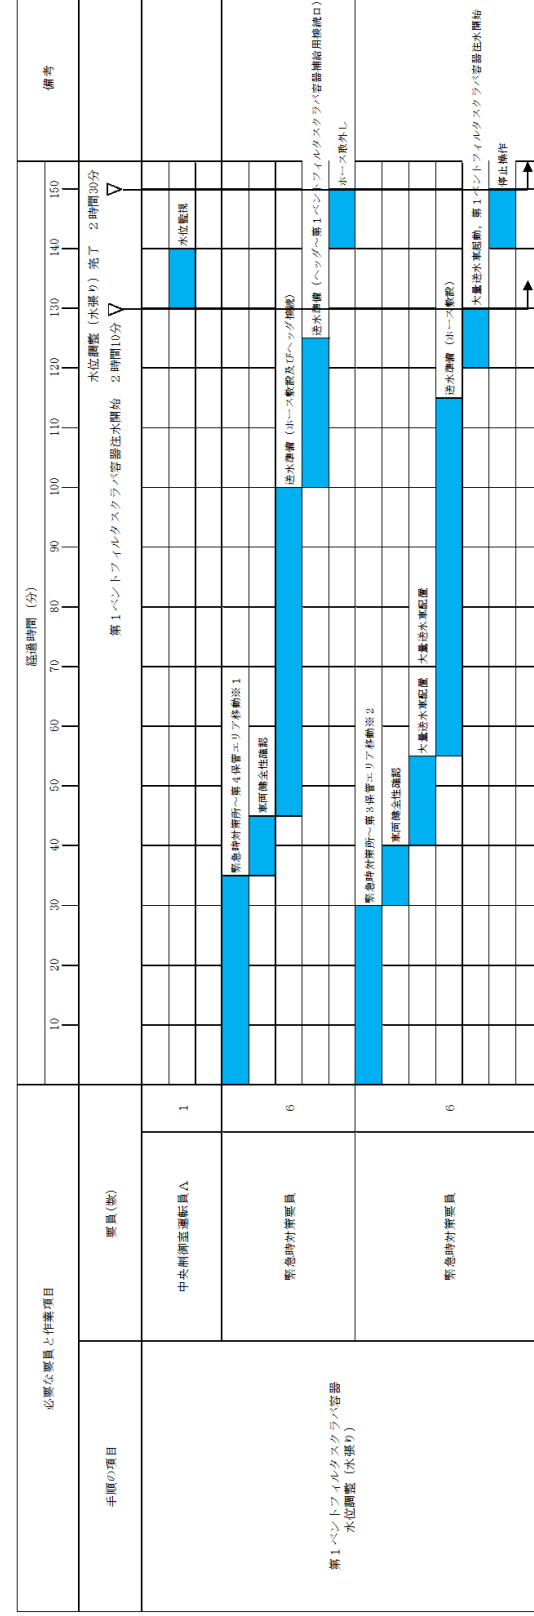 必要な要員と作業項目
経過時間（分）
備考
手順の項目
要員(数)
10 20 30 40 50 60 70 80 90 100 110 120 130 140 150
水位調整（水張り）完了 2時間30分
第1ベントフィルタスクラバ容器注水開始 2時間10分
第1ベントフィルタスクラバ容器
水位調整（水張り）
中央制御室運転員A
1
水位監視
緊急時対策要員
6
緊急時対策所～第4保管エリア移動※1
車両健全性確認
送水準備（ホース敷設及びヘッダ接続）
送水準備（ヘッダ～第1ベントフィルタスクラバ容器補給用接続口）
ホース取外し
緊急時対策要員
6
緊急時対策所～第3保管エリア移動※2
車両健全性確認
大量送水車配置 大量送水車配置
送水準備（ホース敷設）
大量送水車起動，第1ベントフィルタスクラバ容器注水開始
停止操作